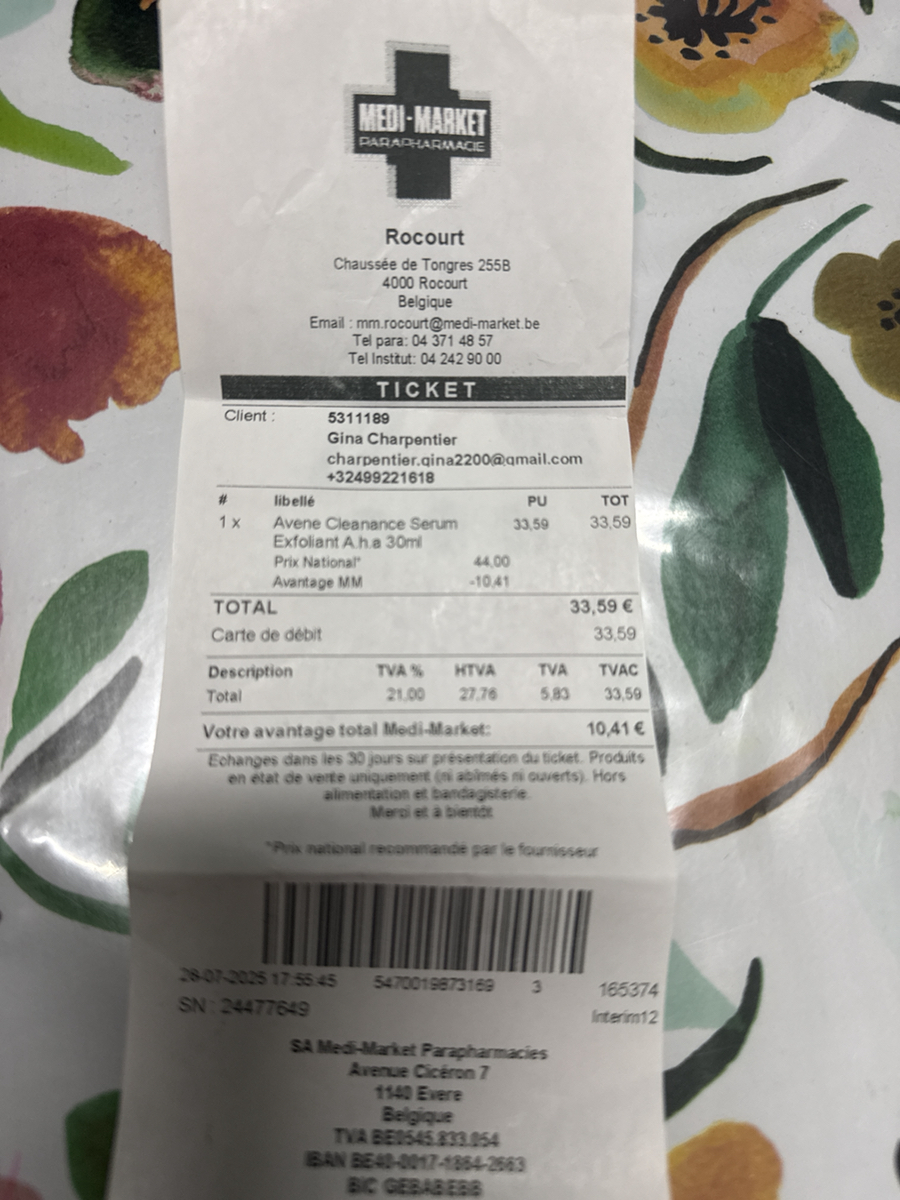 MEDI-MARKET
PARAPHARMACIE
Rocourt
Chaussée de Tongres 255B
4000 Rocourt
Belgique
Email : mm.rocourt@medi-market.be
Tel para: 04 371 48 57
Tel Institut: 04 242 90 00
TICKET
Client : 5311189
Gina Charpentier
charpentier.gina2200@gmail.com
+32499221618
# libellé PU TOT
1 x Avene Cleanance Serum 33,59 33,59
Exfoliant A.h.a 30ml
Prix National* 44,00
Avantage MM -10,41
TOTAL 33,59 €
Carte de débit 33,59
Description TVA % HTVA TVA TVAC
Total 21,00 27,76 5,83 33,59
Votre avantage total Medi-Market: 10,41 €
Echanges dans les 30 jours sur présentation du ticket. Produits
en état de vente uniquement (ni abîmés ni ouverts). Hors
alimentation et bandagisterie.
Merci et à bientôt
*Prix national recommandé par le fournisseur
28-07-2025 17:55:45 5470019873169 3 165374
SN : 24477649 Interim12
SA Medi-Market Parapharmacies
Avenue Cicéron 7
1140 Evere
Belgique
TVA BE0545.833.054
IBAN BE40-0017-1864-2663
BIC GEBABEBB